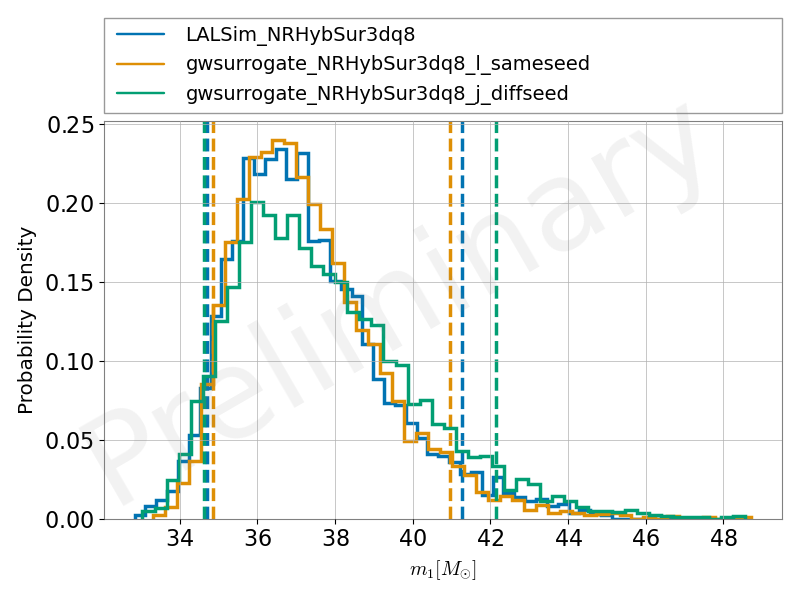 LALSim_NRHybSur3dq8
gwsurrogate_NRHybSur3dq8_l_sameseed
gwsurrogate_NRHybSur3dq8_j_diffseed
0.25
0.20
0.15
0.10
0.05
0.00
Probability Density
34 36 38 40 42 44 46 48
m₁[M☉]
Preliminary